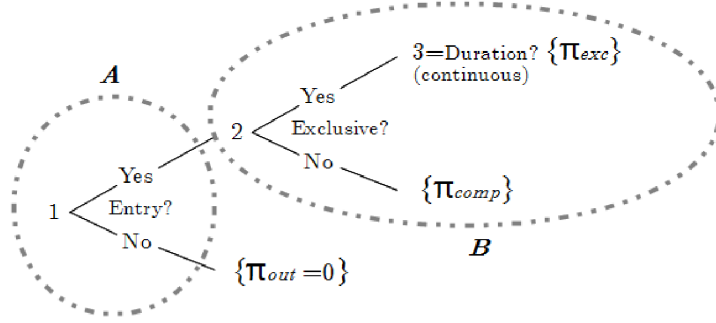 A
3=Duration? {πexc}
(continuous)
Yes
2
Exclusive?
Yes
No
{πcomp}
1
Entry?
No
B
{πout =0}